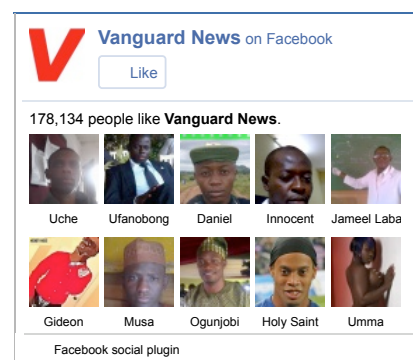 V
Vanguard News on Facebook
Like
178,134 people like Vanguard News.
Uche Ufanobong Daniel Innocent Jameel Laba
Gideon Musa Ogunjobi Holy Saint Umma
Facebook social plugin